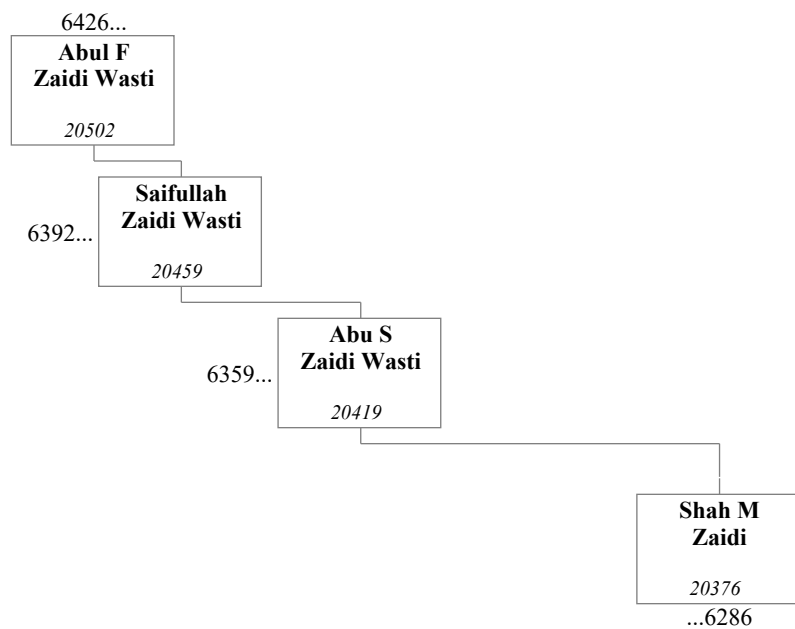 6426...
Abul F
Zaidi Wasti
20502
Saifullah
Zaidi Wasti
6392...
20459
Abu S
Zaidi Wasti
6359...
20419
Shah M
Zaidi
20376
...6286